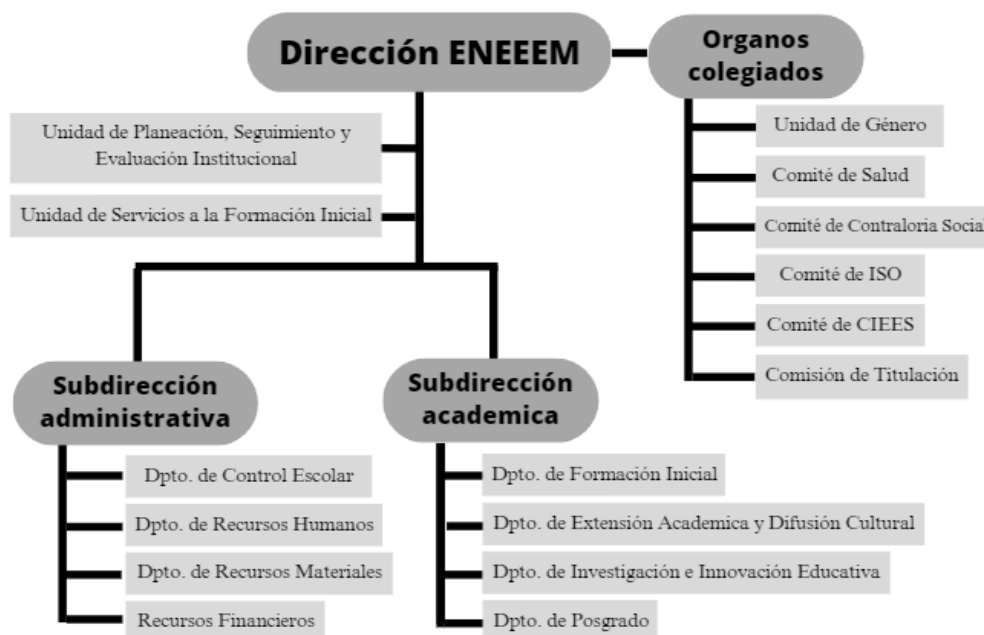 Dirección ENEEEM
Organos
colegiados
Unidad de Planeación, Seguimiento y
Evaluación Institucional
Unidad de Servicios a la Formación Inicial
Unidad de Género
Comité de Salud
Comité de Contraloria Social
Comité de ISO
Comité de CIEES
Comisión de Titulación
Subdirección
administrativa
Dpto. de Control Escolar
Dpto. de Recursos Humanos
Dpto. de Recursos Materiales
Recursos Financieros
Subdirección
academica
Dpto. de Formación Inicial
Dpto. de Extensión Academica y Difusión Cultural
Dpto. de Investigación e Innovación Educativa
Dpto. de Posgrado